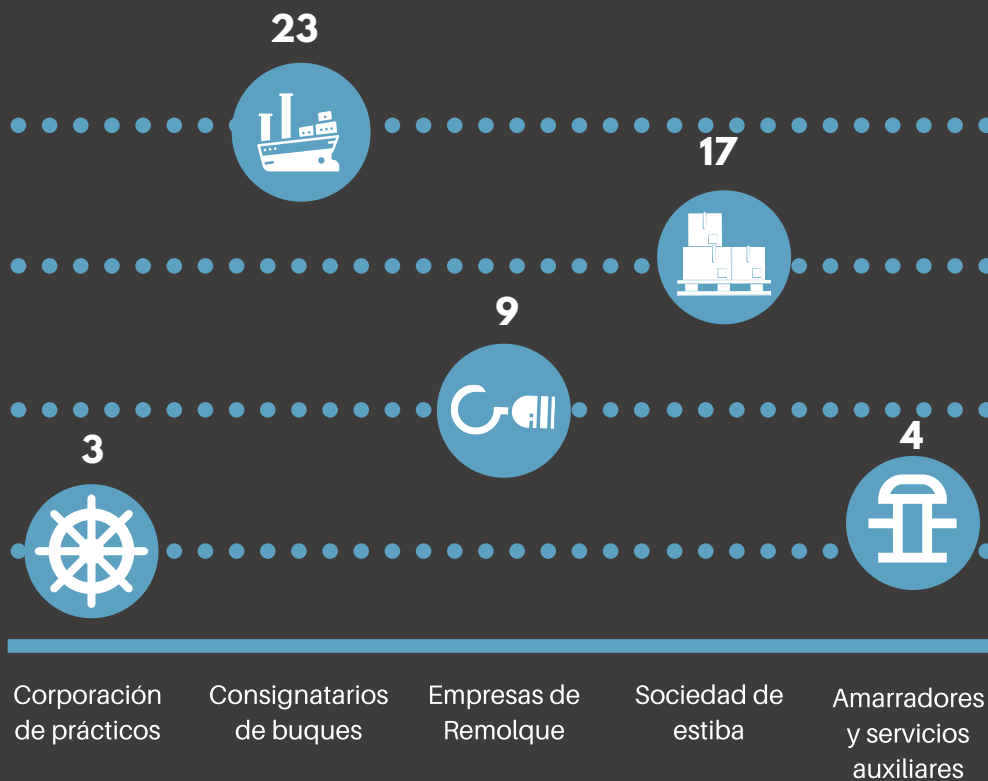 23
17
9
3
4
Corporación
de prácticos
Consignatarios
de buques
Empresas de
Remolque
Sociedad de
estiba
Amarradores
y servicios
auxiliares